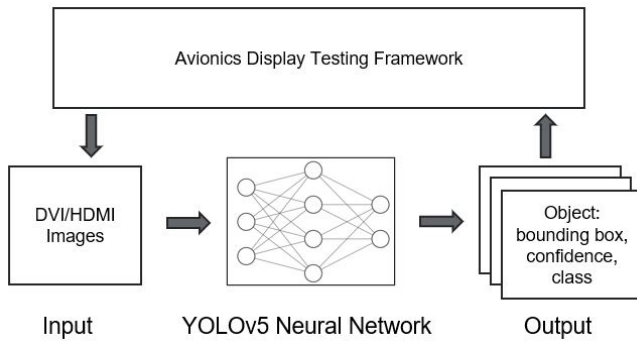 Avionics Display Testing Framework
DVI/HDMI
Images
Object:
bounding box,
confidence,
class
Input
YOLOv5 Neural Network
Output